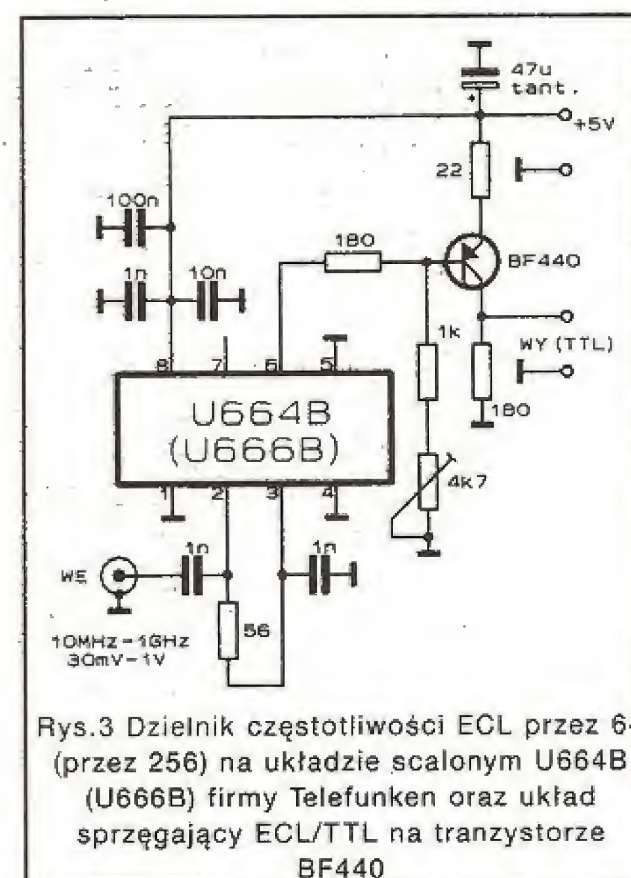 47u
tant.
+
+5V
22
100n
180
BF440
1n
10n
1k
WY (TTL)
8
7
6
5
U664B
(U666B)
180
1
2
3
4
4k7
1n
1n
WE
56
10MHz-1GHz
30mV-1V
Rys.3 Dzielnik częstotliwości ECL przez 64
(przez 256) na układzie scalonym U664B
(U666B) firmy Telefunken oraz układ
sprzęgający ECL/TTL na tranzystorze
BF440